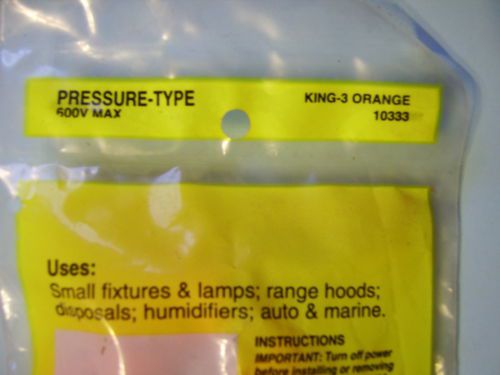 PRESSURE-TYPE
600V MAX
KING-3 ORANGE
10333
Uses:
Small fixtures & lamps; range hoods;
disposals; humidifiers; auto & marine.
INSTRUCTIONS
IMPORTANT: Turn off power
before installing or removing